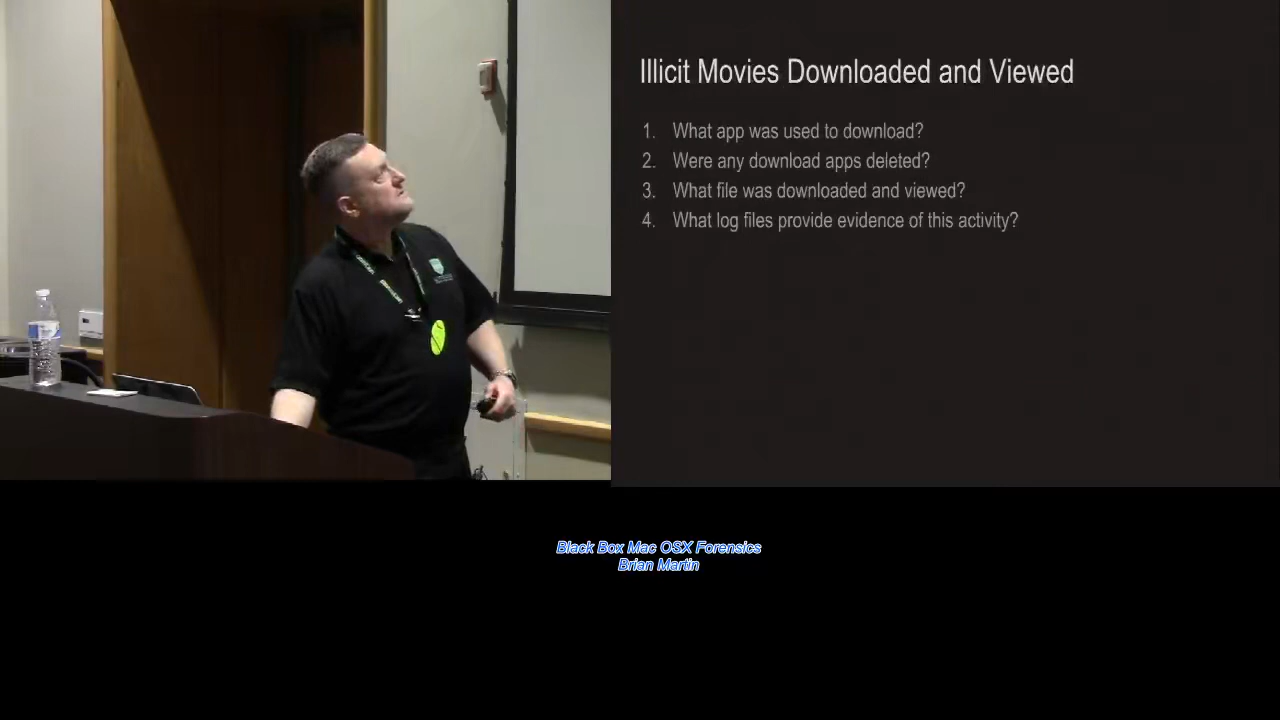 Illicit Movies Downloaded and Viewed
1. What app was used to download?
2. Were any download apps deleted?
3. What file was downloaded and viewed?
4. What log files provide evidence of this activity?
Black Box Mac OSX Forensics
Brian Martin